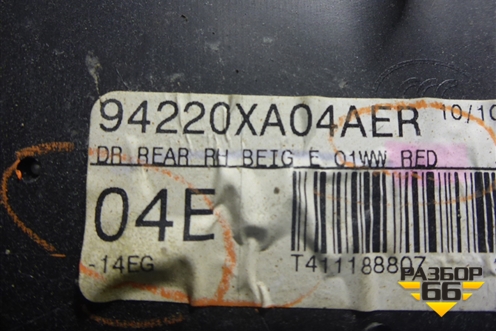 94220XA04AER 10/10
DR REAR RH BEIG E 01WW RED
04E
-14EG
T411188807
РАЗБОР
66